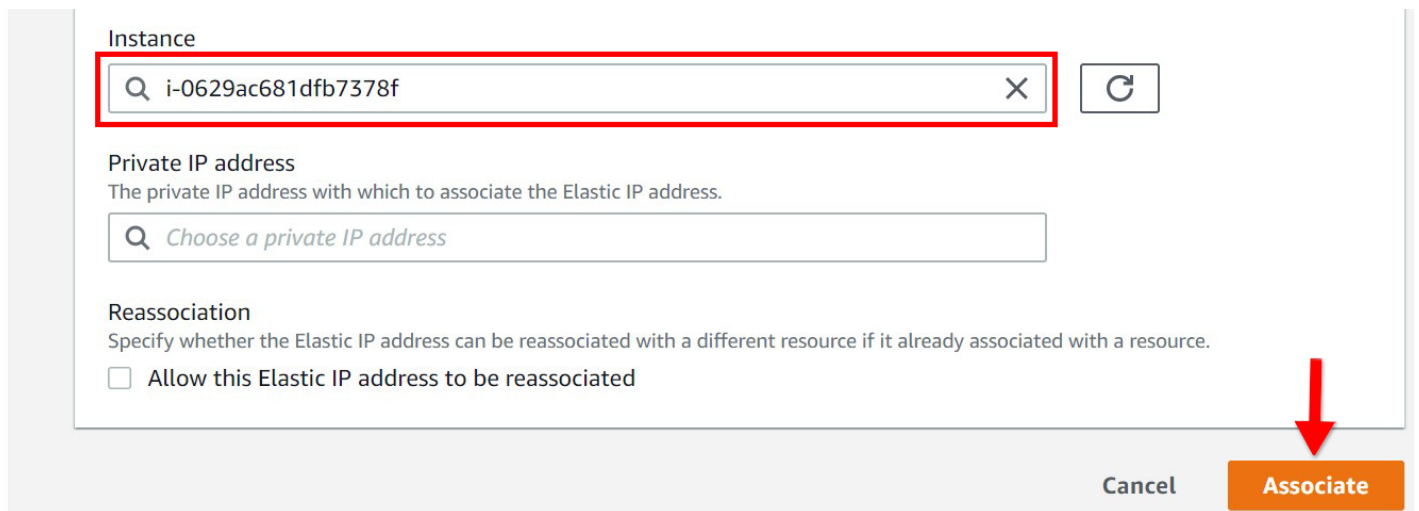 Instance
i-0629ac681dfb7378f
Private IP address
The private IP address with which to associate the Elastic IP address.
Choose a private IP address
Reassociation
Specify whether the Elastic IP address can be reassociated with a different resource if it already associated with a resource.
Allow this Elastic IP address to be reassociated
Cancel Associate